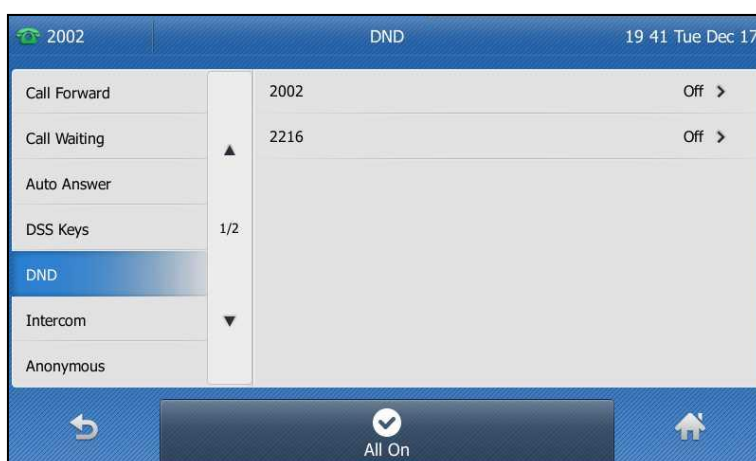 2002 DND 19 41 Tue Dec 17
Call Forward
Call Waiting
Auto Answer
DSS Keys
DND
Intercom
Anonymous
1/2
2002 Off
2216 Off
All On